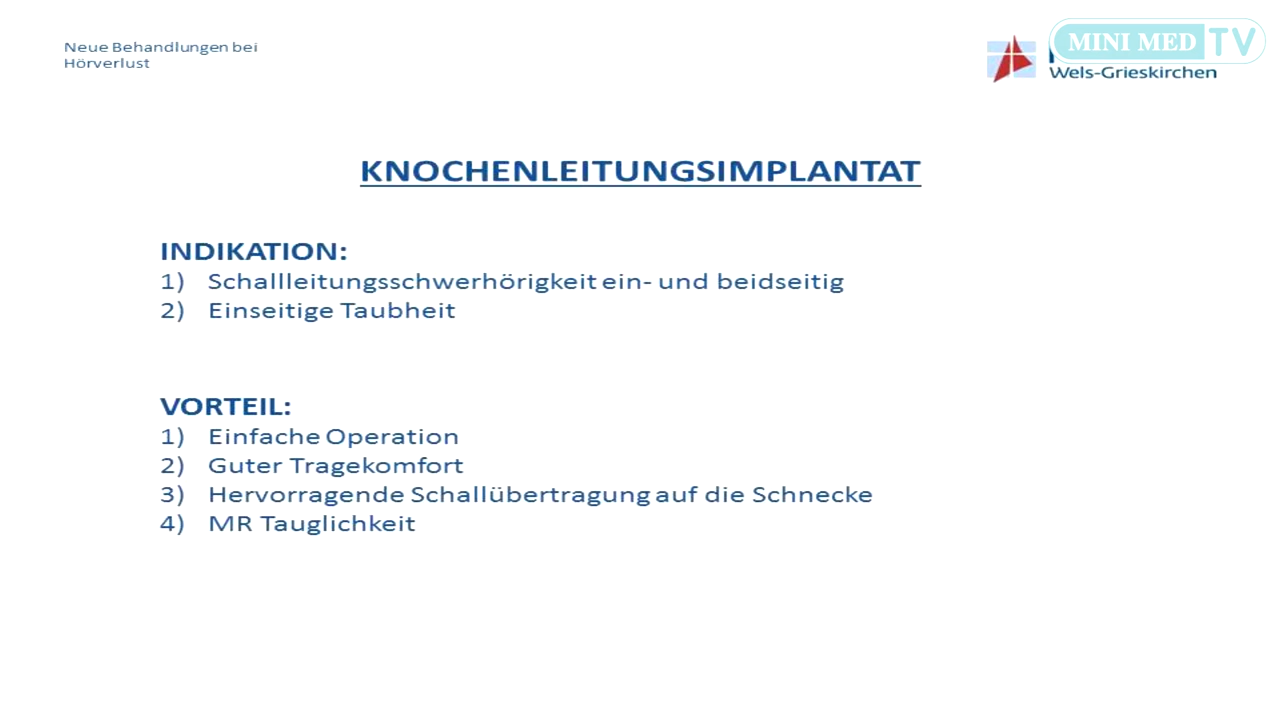 Neue Behandlungen bei
Hörverlust
MINI MED TV
Wels-Grieskirchen
KNOCHENLEITUNGSIMPLANTAT
INDIKATION:
1) Schallleitungsschwerhörigkeit ein- und beidseitig
2) Einseitige Taubheit
VORTEIL:
1) Einfache Operation
2) Guter Tragekomfort
3) Hervorragende Schallübertragung auf die Schnecke
4) MR Tauglichkeit